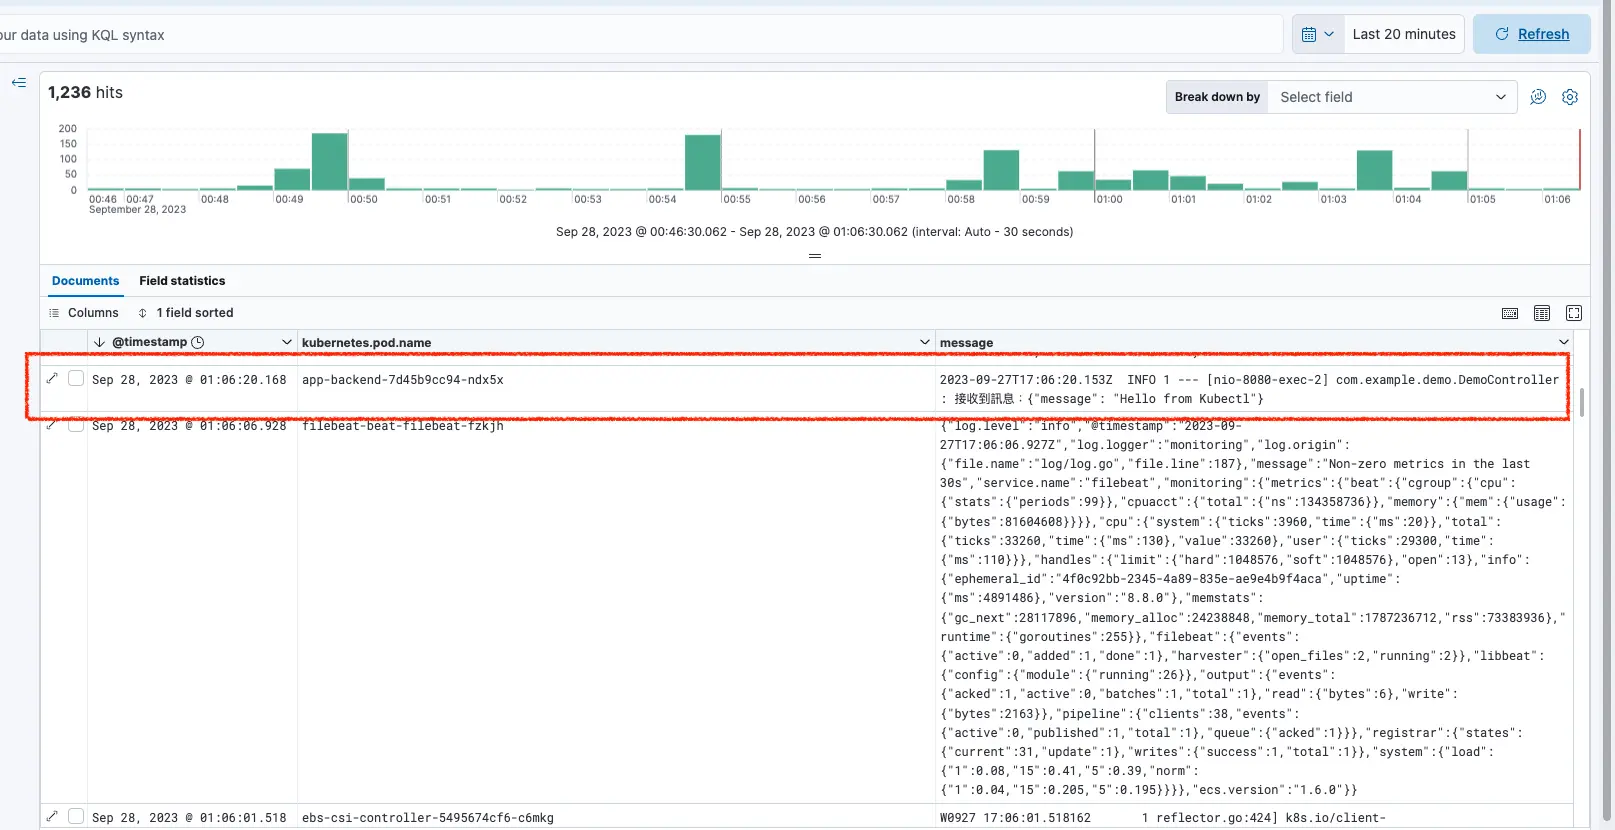 our data using KQL syntax
Last 20 minutes
Refresh
1,236 hits
Break down by
Select field
200
150
100
50
0
00:46 00:47 00:48 00:49 00:50 00:51 00:52 00:53 00:54 00:55 00:56 00:57 00:58 00:59 01:00 01:01 01:02 01:03 01:04 01:05 01:06
September 28, 2023
Sep 28, 2023 @ 00:46:30.062 - Sep 28, 2023 @ 01:06:30.062 (interval: Auto - 30 seconds)
Documents
Field statistics
Columns
1 field sorted
@timestamp
kubernetes.pod.name
message
Sep 28, 2023 @ 01:06:20.168
app-backend-7d45b9cc94-ndx5x
2023-09-27T17:06:20.153Z  INFO 1 --- [nio-8080-exec-2] com.example.demo.DemoController
: 接收到訊息：{"message": "Hello from Kubectl"}
Sep 28, 2023 @ 01:06:06.928
filebeat-beat-filebeat-fzkjh
{"log.level":"info","@timestamp":"2023-09-
27T17:06:06.927Z","log.logger":"monitoring","log.origin":
{"file.name":"log/log.go","file.line":187},"message":"Non-zero metrics in the last
30s","service.name":"filebeat","monitoring":{"metrics":{"beat":{"cgroup":{"cpu":
{"stats":{"periods":99}},"cpuacct":{"total":{"ns":134358736}},"memory":{"mem":{"usage":
{"bytes":81604608}}}},"cpu":{"system":{"ticks":3960,"time":{"ms":20}},"total":
{"ticks":33260,"time":{"ms":130},"value":33260},"user":{"ticks":29300,"time":
{"ms":110}}},"handles":{"limit":{"hard":1048576,"soft":1048576},"open":13},"info":
{"ephemeral_id":"4f0c92bb-2345-4a89-835e-ae9e4b9f4aca","uptime":
{"ms":4891486},"version":"8.8.0"},"memstats":
{"gc_next":28117896,"memory_alloc":24238848,"memory_total":1787236712,"rss":73383936},"
runtime":{"goroutines":255}},"filebeat":{"events":
{"active":0,"added":1,"done":1},"harvester":{"open_files":2,"running":2}},"libbeat":
{"config":{"module":{"running":26}},"output":{"events":
{"acked":1,"active":0,"batches":1,"total":1},"read":{"bytes":6},"write":
{"bytes":2163}},"pipeline":{"clients":38,"events":
{"active":0,"published":1,"total":1},"queue":{"acked":1}}},"registrar":{"states":
{"current":31,"update":1},"writes":{"success":1,"total":1}},"system":{"load":
{"1":0.08,"15":0.41,"5":0.39,"norm":
{"1":0.04,"15":0.205,"5":0.195}}}},"ecs.version":"1.6.0"}}
Sep 28, 2023 @ 01:06:01.518
ebs-csi-controller-5495674cf6-c6mkg
W0927 17:06:01.518162       1 reflector.go:424] k8s.io/client-